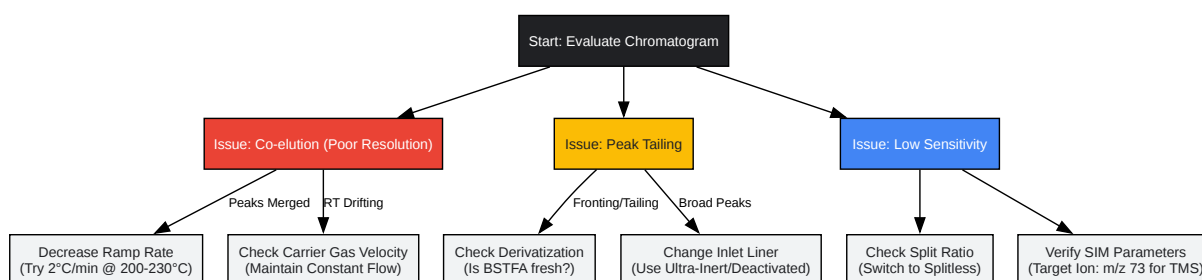 Start: Evaluate Chromatogram
Issue: Co-elution (Poor Resolution)
Issue: Peak Tailing
Issue: Low Sensitivity
Peaks Merged
RT Drifting
Fronting/Tailing
Broad Peaks
Decrease Ramp Rate
(Try 2°C/min @ 200-230°C)
Check Carrier Gas Velocity
(Maintain Constant Flow)
Check Derivatization
(Is BSTFA fresh?)
Change Inlet Liner
(Use Ultra-Inert/Deactivated)
Check Split Ratio
(Switch to Splitless)
Verify SIM Parameters
(Target Ion: m/z 73 for TMS)